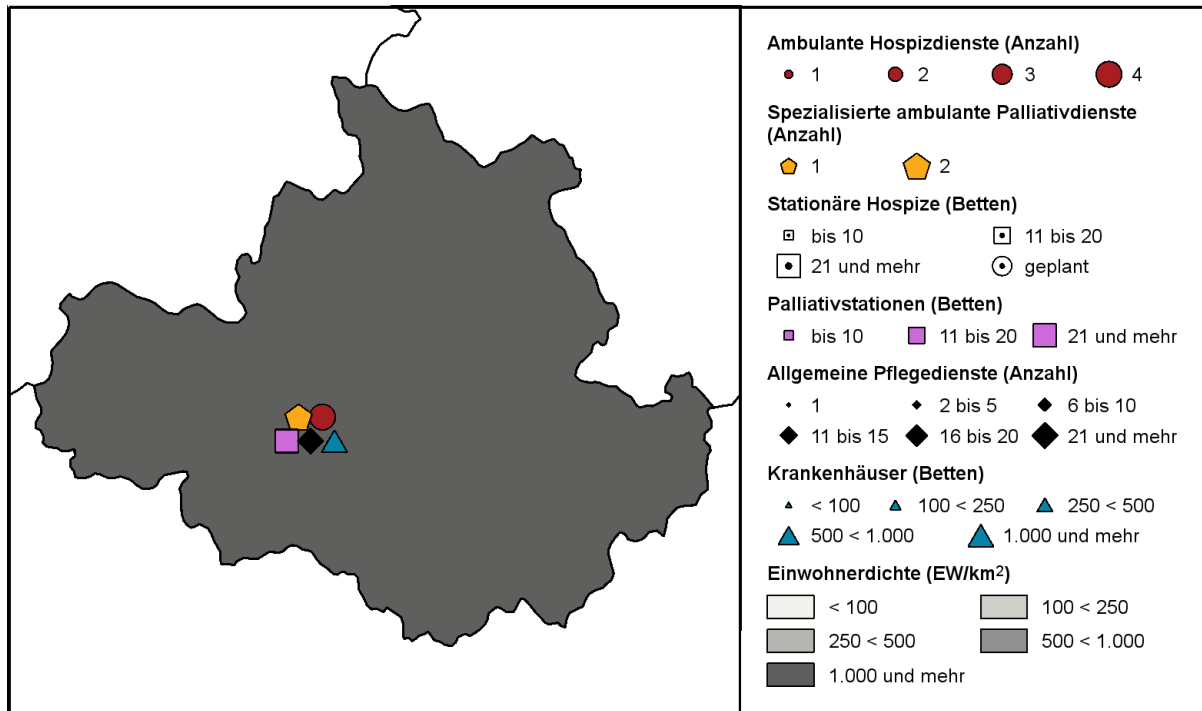 Ambulante Hospizdienste (Anzahl)
1 2 3 4
Spezialisierte ambulante Palliativdienste
(Anzahl)
1 2
Stationäre Hospize (Betten)
bis 10 11 bis 20
21 und mehr geplant
Palliativstationen (Betten)
bis 10 11 bis 20 21 und mehr
Allgemeine Pflegedienste (Anzahl)
1 2 bis 5 6 bis 10
11 bis 15 16 bis 20 21 und mehr
Krankenhäuser (Betten)
< 100 100 < 250 250 < 500
500 < 1.000 1.000 und mehr
Einwohnerdichte (EW/km²)
< 100 100 < 250
250 < 500 500 < 1.000
1.000 und mehr